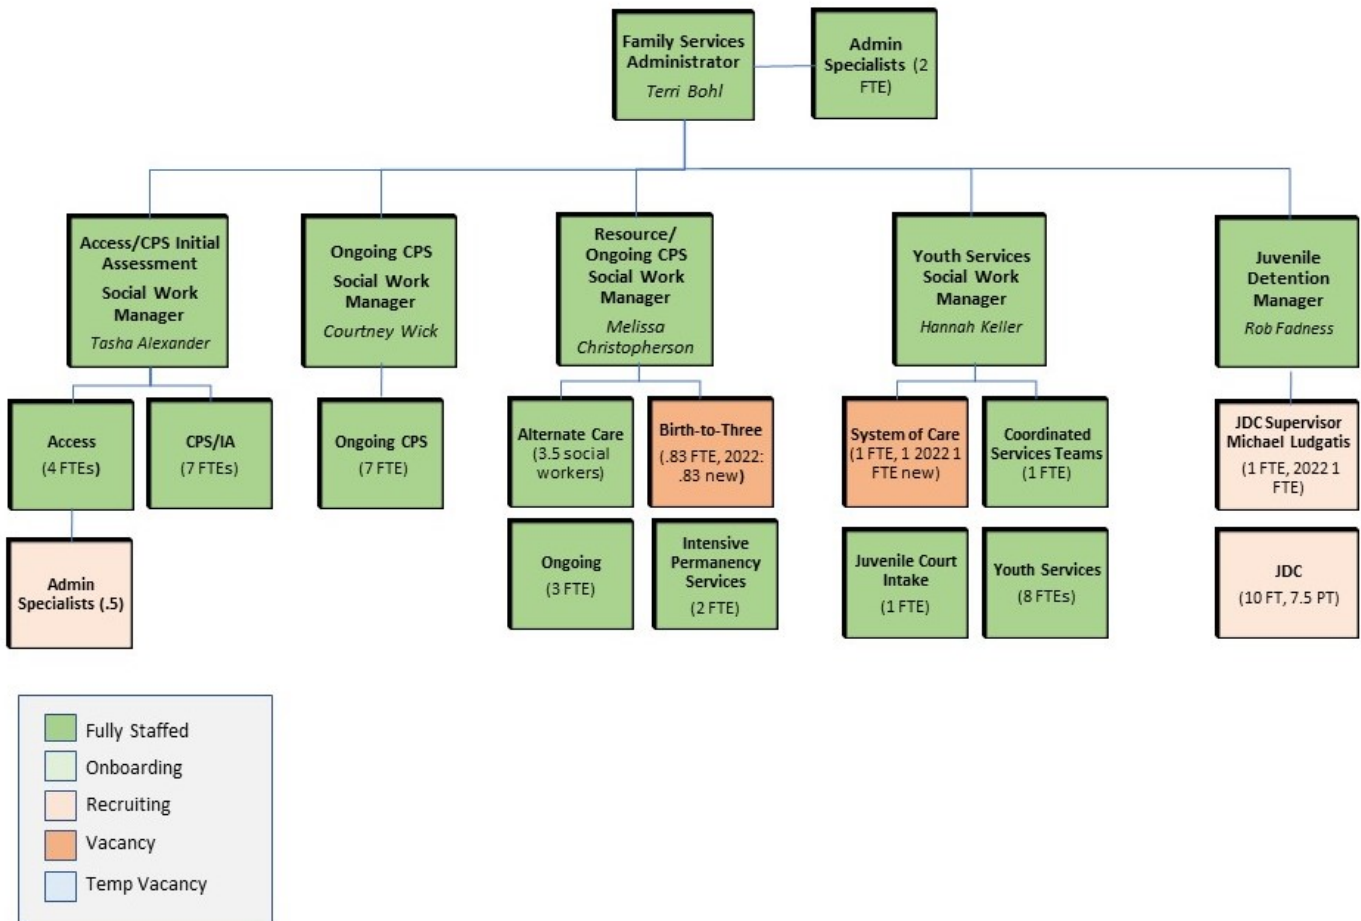 Family Services
Administrator
Terri Bohl
Admin
Specialists (2
FTE)
Access/CPS Initial
Assessment
Social Work
Manager
Tasha Alexander
Ongoing CPS
Social Work
Manager
Courtney Wick
Resource/
Ongoing CPS
Social Work
Manager
Melissa
Christopherson
Youth Services
Social Work
Manager
Hannah Keller
Juvenile
Detention
Manager
Rob Fadness
Access
(4 FTEs)
CPS/IA
(7 FTEs)
Ongoing CPS
(7 FTE)
Alternate Care
(3.5 social
workers)
Birth-to-Three
(.83 FTE, 2022:
.83 new)
System of Care
(1 FTE, 1 2022 1
FTE new)
Coordinated
Services Teams
(1 FTE)
JDC Supervisor
Michael Ludgatis
(1 FTE, 2022 1
FTE)
Admin
Specialists (.5)
Ongoing
(3 FTE)
Intensive
Permanency
Services
(2 FTE)
Juvenile Court
Intake
(1 FTE)
Youth Services
(8 FTEs)
JDC
(10 FT, 7.5 PT)
Fully Staffed
Onboarding
Recruiting
Vacancy
Temp Vacancy